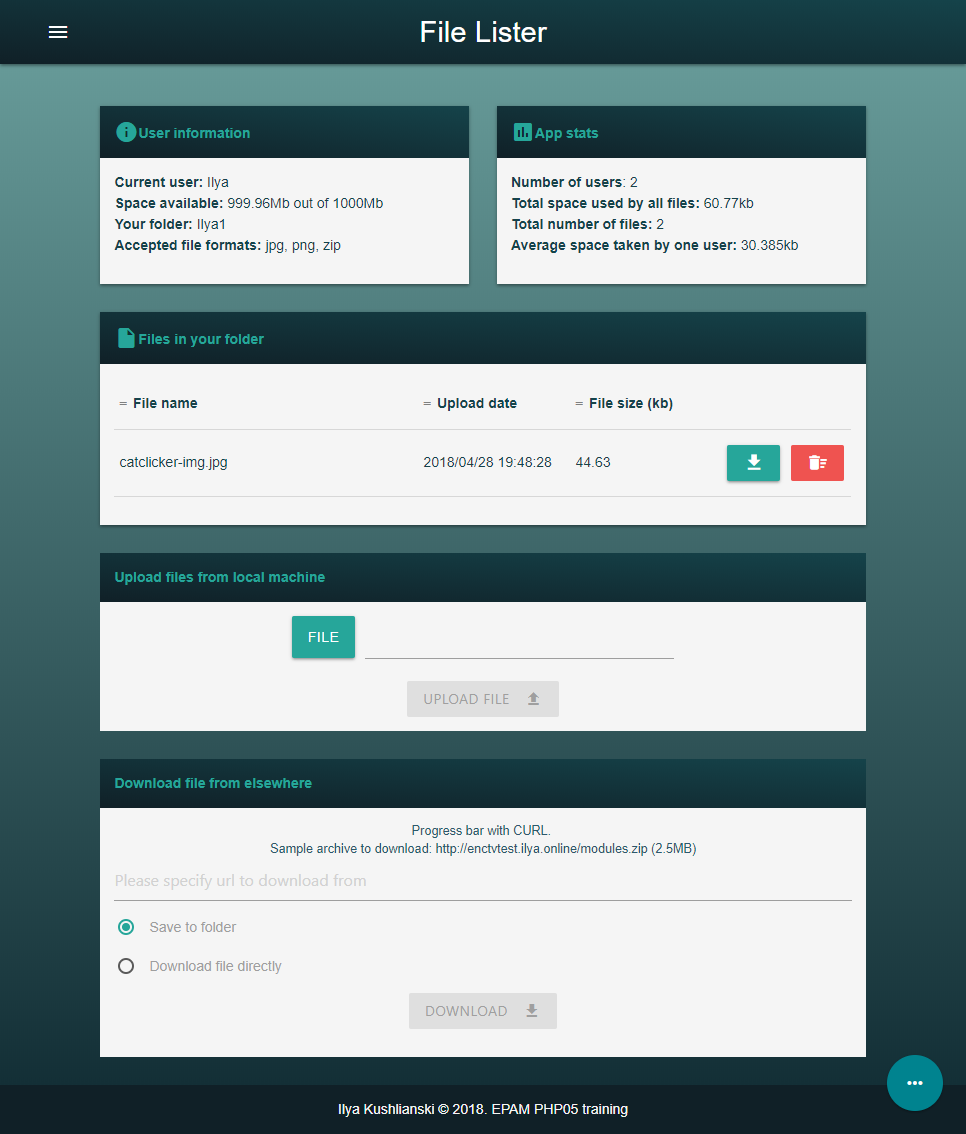 File Lister
User information
Current user: Ilya
Space available: 999.96Mb out of 1000Mb
Your folder: Ilya1
Accepted file formats: jpg, png, zip
App stats
Number of users: 2
Total space used by all files: 60.77kb
Total number of files: 2
Average space taken by one user: 30.385kb
Files in your folder
= File name = Upload date = File size (kb)
catclicker-img.jpg 2018/04/28 19:48:28 44.63
Upload files from local machine
FILE
UPLOAD FILE
Download file from elsewhere
Progress bar with CURL.
Sample archive to download: http://enctvtest.ilya.online/modules.zip (2.5MB)
Please specify url to download from
Save to folder
Download file directly
DOWNLOAD
Ilya Kushlianski © 2018. EPAM PHP05 training